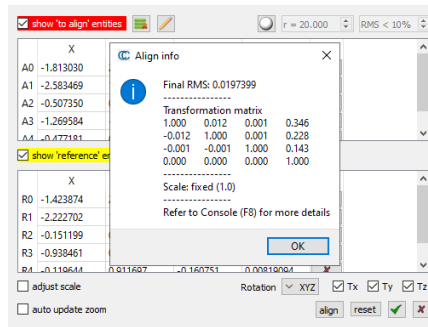 show 'to align' entities
r = 20.000
RMS < 10%
X
A0 -1.813030
A1 -2.583469
A2 -0.507350
A3 -1.269584
A4 -0.477181
Align info
Final RMS: 0.0197399
----------------
Transformation matrix
1.000 0.012 0.001 0.346
-0.012 1.000 0.001 0.228
-0.001 -0.001 1.000 0.143
0.000 0.000 0.000 1.000
----------------
Scale: fixed (1.0)
----------------
Refer to Console (F8) for more details
OK
show 'reference'
X
R0 -1.423874
R1 -2.222702
R2 -0.151199
R3 -0.938461
R4 -0.119644 0.911697 -0.160751 0.00819094
adjust scale
Rotation XYZ Tx Ty Tz
auto update zoom
align reset